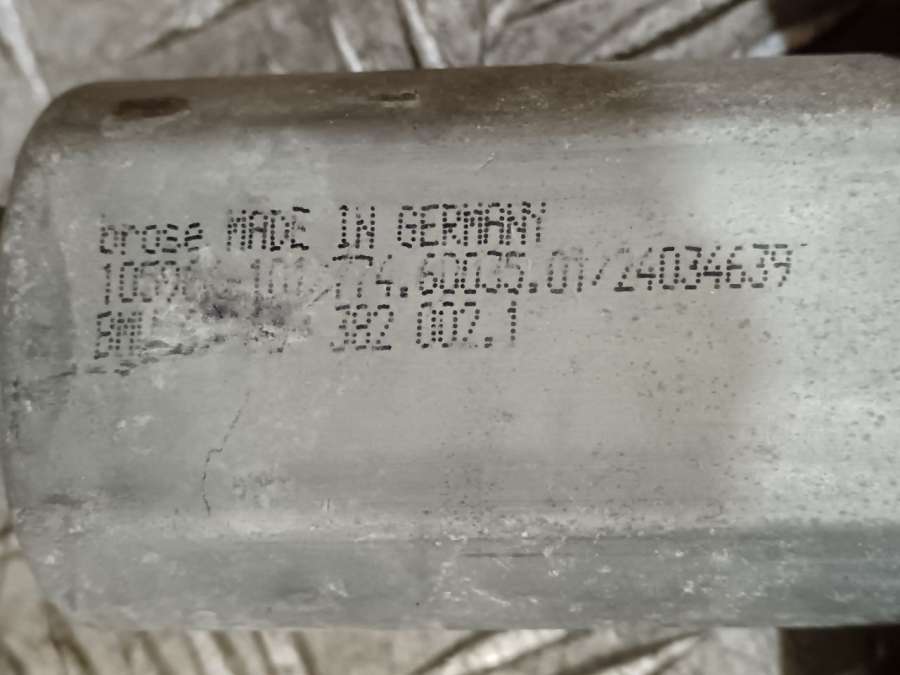 brose MADE IN GERMANY
774.60035.01/24034639
382 002.1